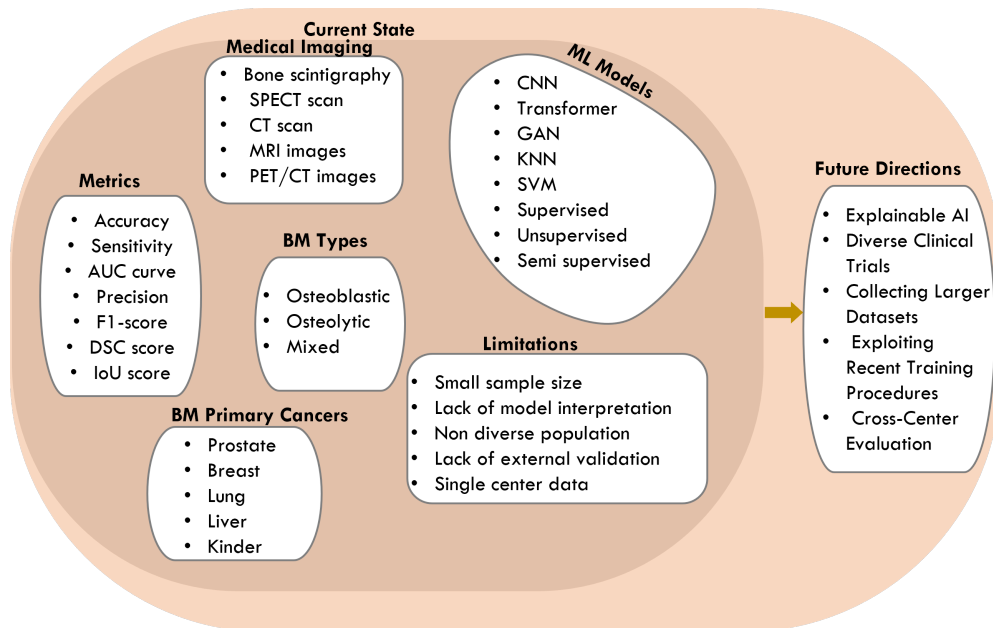 Current State
Medical Imaging
• Bone scintigraphy
• SPECT scan
• CT scan
• MRI images
• PET/CT images
ML Models
• CNN
• Transformer
• GAN
• KNN
• SVM
• Supervised
• Unsupervised
• Semi supervised
Metrics
• Accuracy
• Sensitivity
• AUC curve
• Precision
• F1-score
• DSC score
• IoU score
BM Types
• Osteoblastic
• Osteolytic
• Mixed
Limitations
• Small sample size
• Lack of model interpretation
• Non diverse population
• Lack of external validation
• Single center data
BM Primary Cancers
• Prostate
• Breast
• Lung
• Liver
• Kinder
Future Directions
• Explainable AI
• Diverse Clinical
Trials
• Collecting Larger
Datasets
• Exploiting
Recent Training
Procedures
• Cross-Center
Evaluation